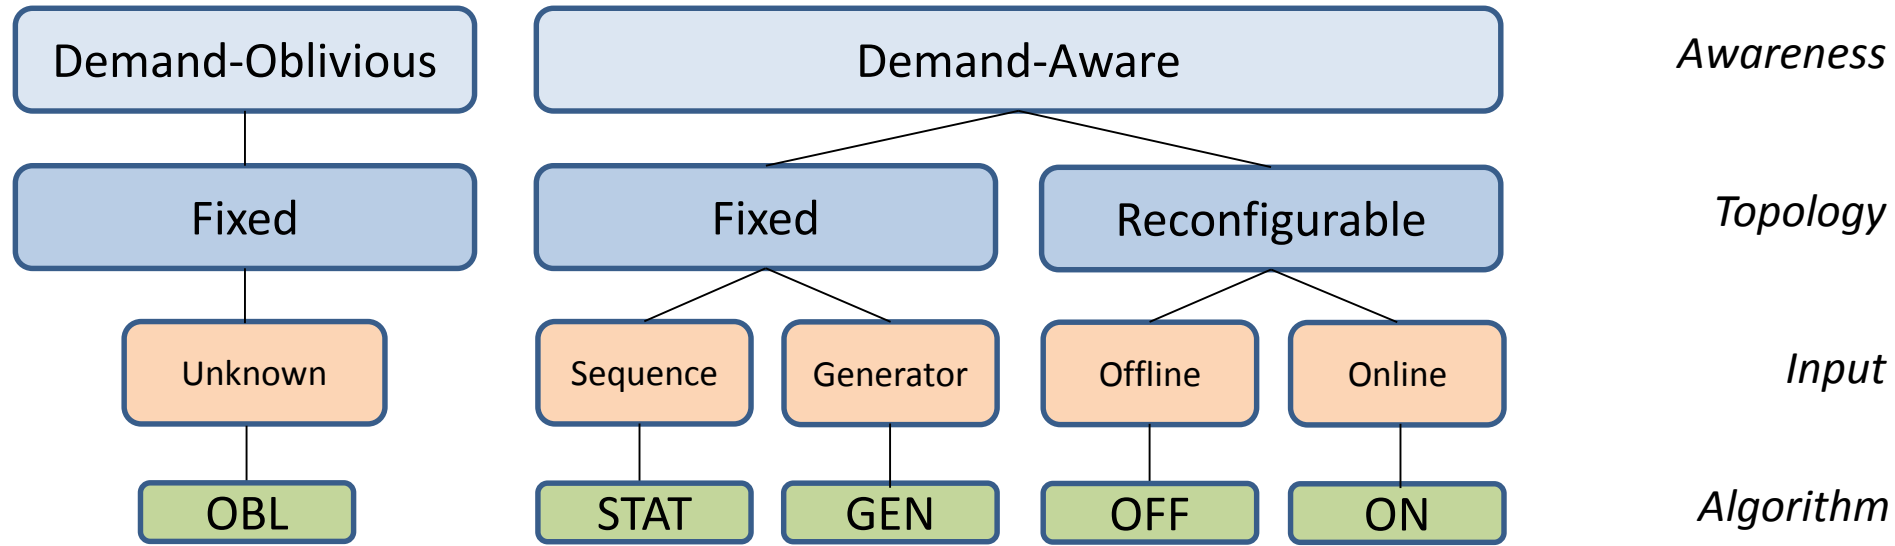 Demand-Oblivious Demand-Aware Awareness
Fixed Fixed Reconfigurable Topology
Unknown Sequence Generator Offline Online Input
OBL STAT GEN OFF ON Algorithm